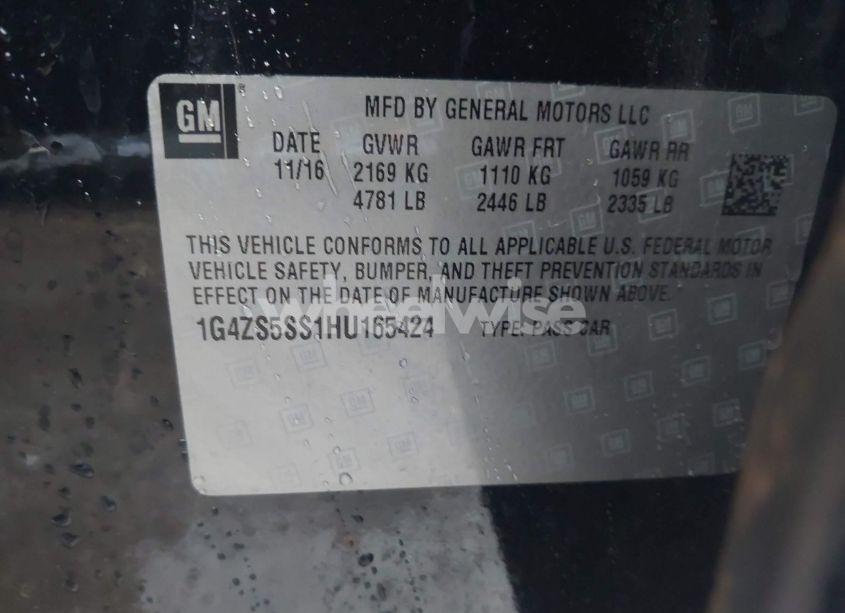 GM
MFD BY GENERAL MOTORS LLC
DATE GVWR GAWR FRT GAWR RR
11/16 2169 KG 1110 KG 1059 KG
4781 LB 2446 LB 2335 LB
THIS VEHICLE CONFORMS TO ALL APPLICABLE U.S. FEDERAL MOTOR
VEHICLE SAFETY, BUMPER, AND THEFT PREVENTION STANDARDS IN
EFFECT ON THE DATE OF MANUFACTURE SHOWN ABOVE.
1G4ZS5SS1HU165424 TYPE: PASS CAR
wheelwise